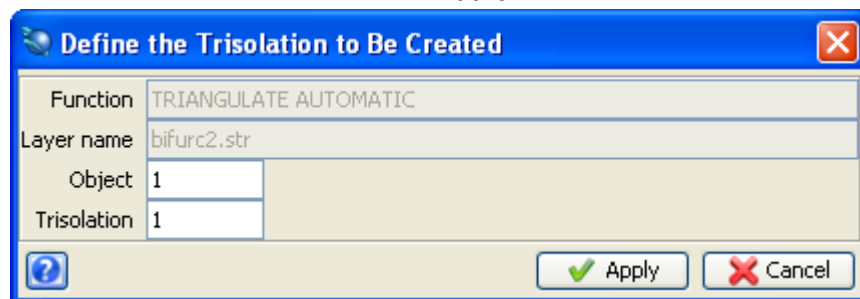 Define the Trisolation to Be Created
Function TRIANGULATE AUTOMATIC
Layer name bifurc2.str
Object 1
Trisolation 1
? Apply Cancel